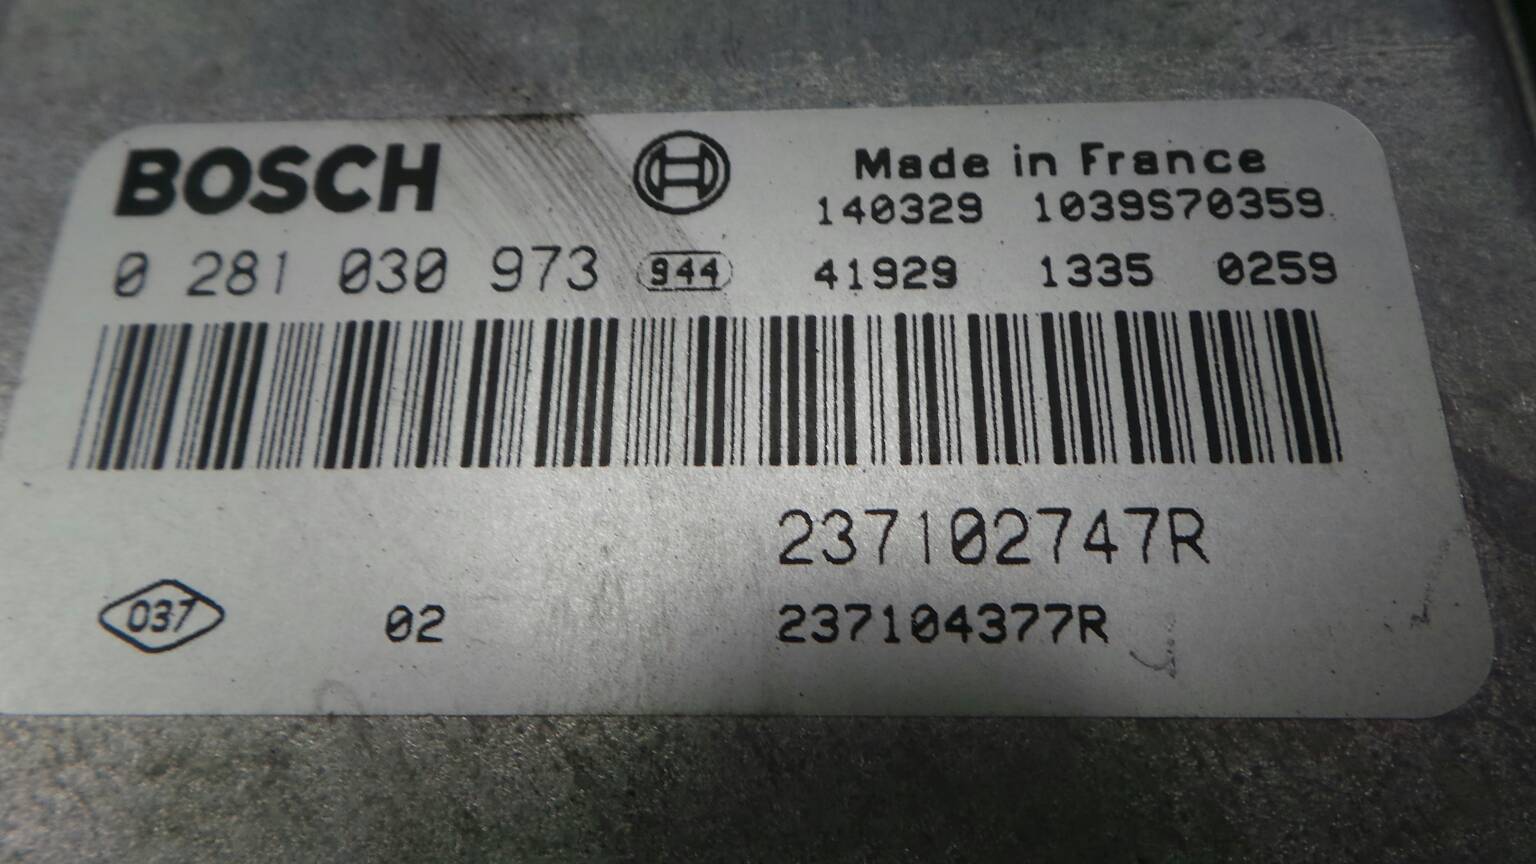 BOSCH Made in France
140329 1039S70359
0 281 030 973 944 41929 1335 0259
237102747R
037 02 237104377R